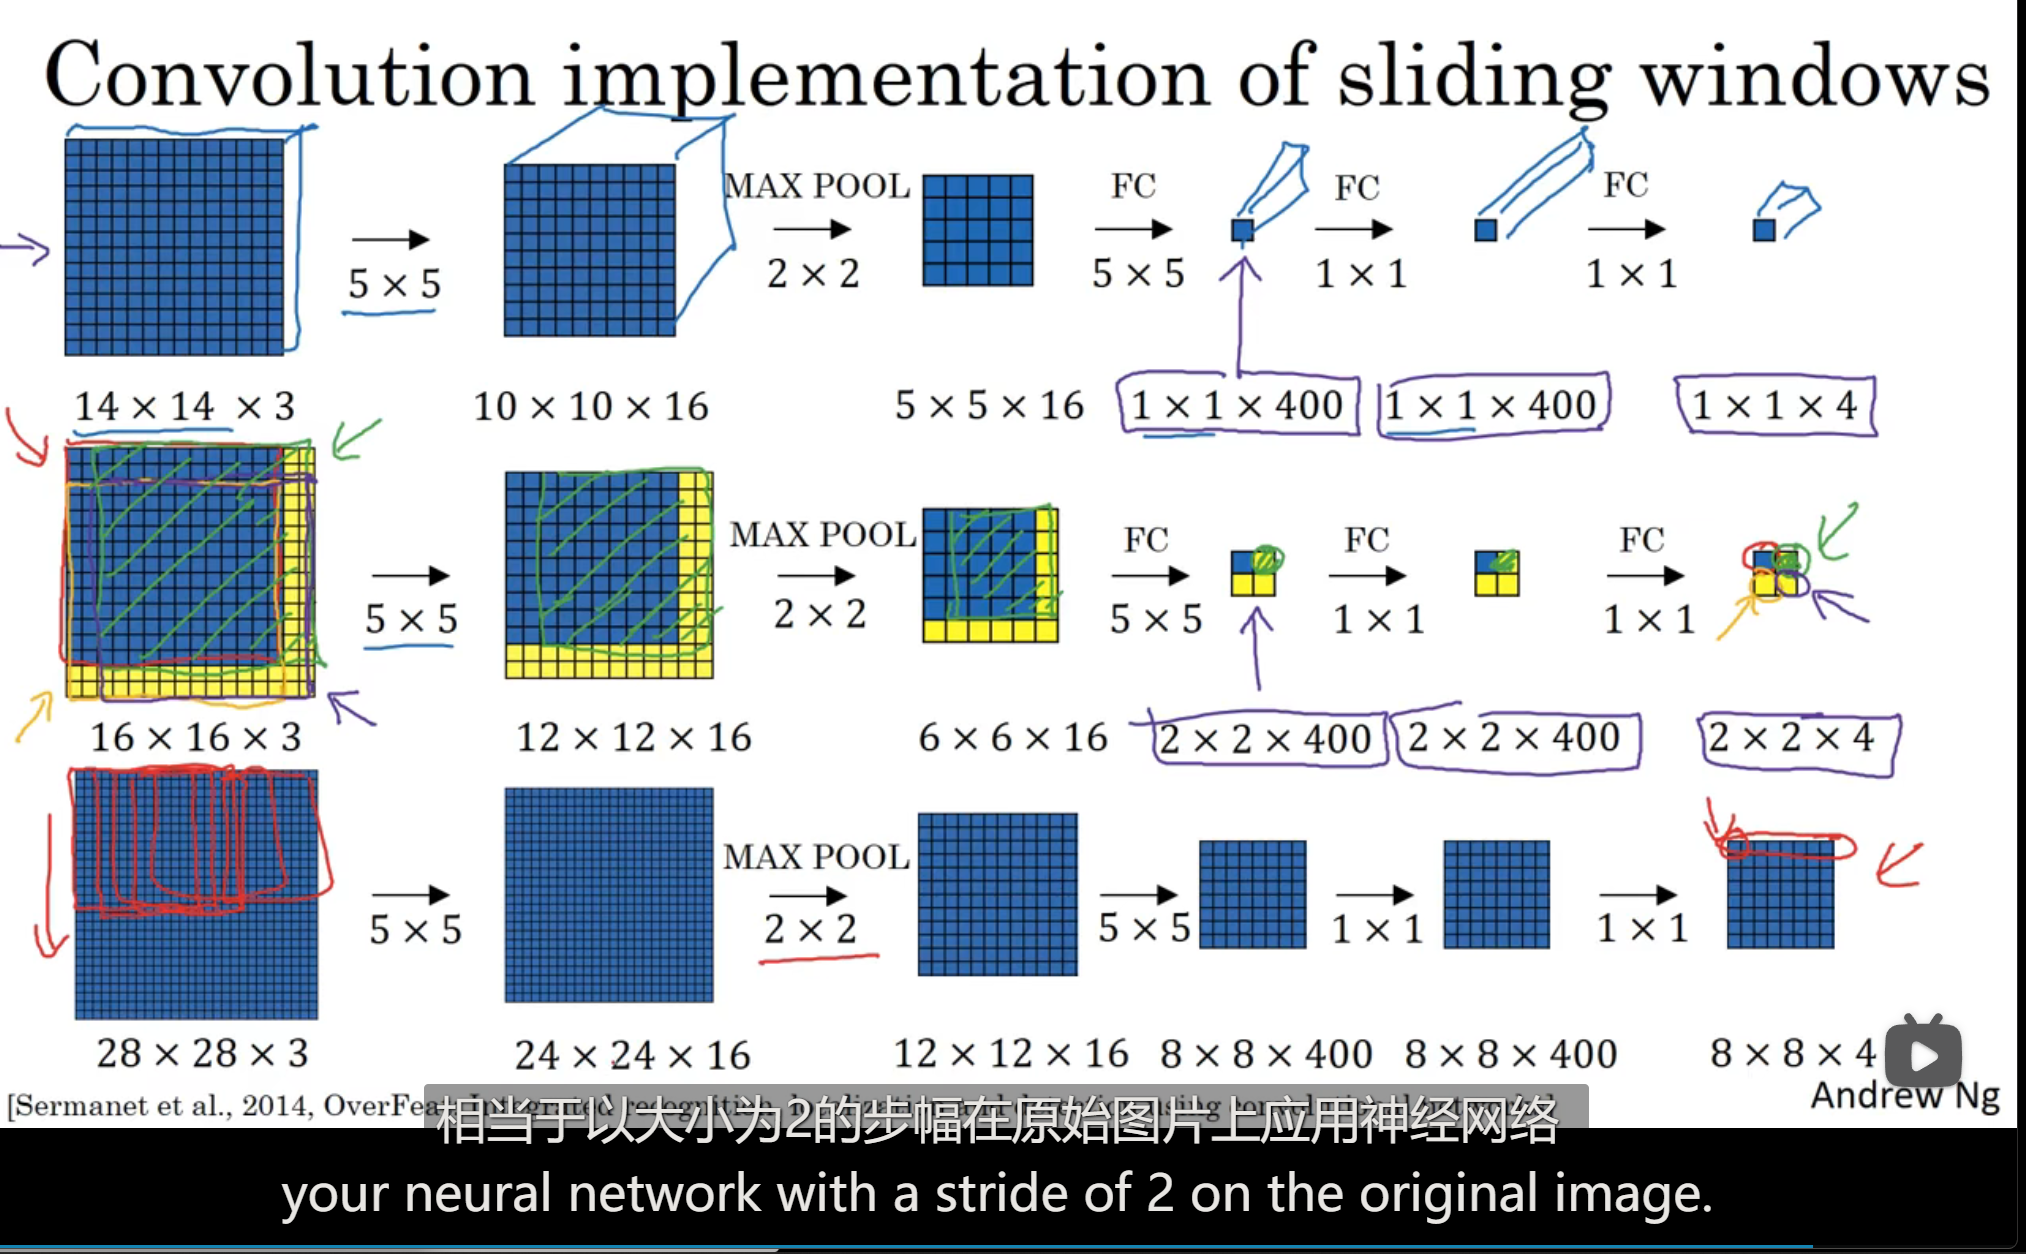 Convolution implementation of sliding windows
MAX POOL FC FC FC
5 × 5 2 × 2 5 × 5 1 × 1 1 × 1
14 × 14 × 3 10 × 10 × 16 5 × 5 × 16 1 × 1 × 400 1 × 1 × 400 1 × 1 × 4
MAX POOL FC FC FC
5 × 5 2 × 2 5 × 5 1 × 1 1 × 1
16 × 16 × 3 12 × 12 × 16 6 × 6 × 16 2 × 2 × 400 2 × 2 × 400 2 × 2 × 4
MAX POOL
5 × 5 2 × 2 5 × 5 1 × 1 1 × 1
28 × 28 × 3 24 × 24 × 16 12 × 12 × 16 8 × 8 × 400 8 × 8 × 400 8 × 8 × 4
[Sermanet et al., 2014, OverFeat:
Andrew Ng
相当于以大小为2的步幅在原始图片上应用神经网络
your neural network with a stride of 2 on the original image.